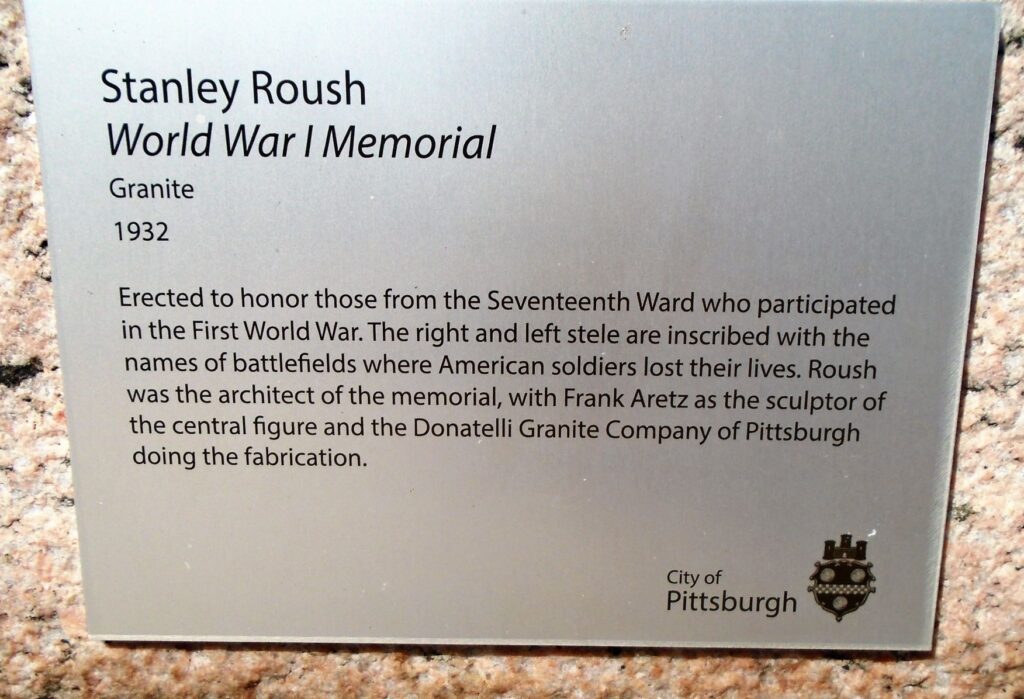 Stanley Roush
World War I Memorial
Granite
1932
Erected to honor those from the Seventeenth Ward who participated
in the First World War. The right and left stele are inscribed with the
names of battlefields where American soldiers lost their lives. Roush
was the architect of the memorial, with Frank Aretz as the sculptor of
the central figure and the Donatelli Granite Company of Pittsburgh
doing the fabrication.
City of
Pittsburgh